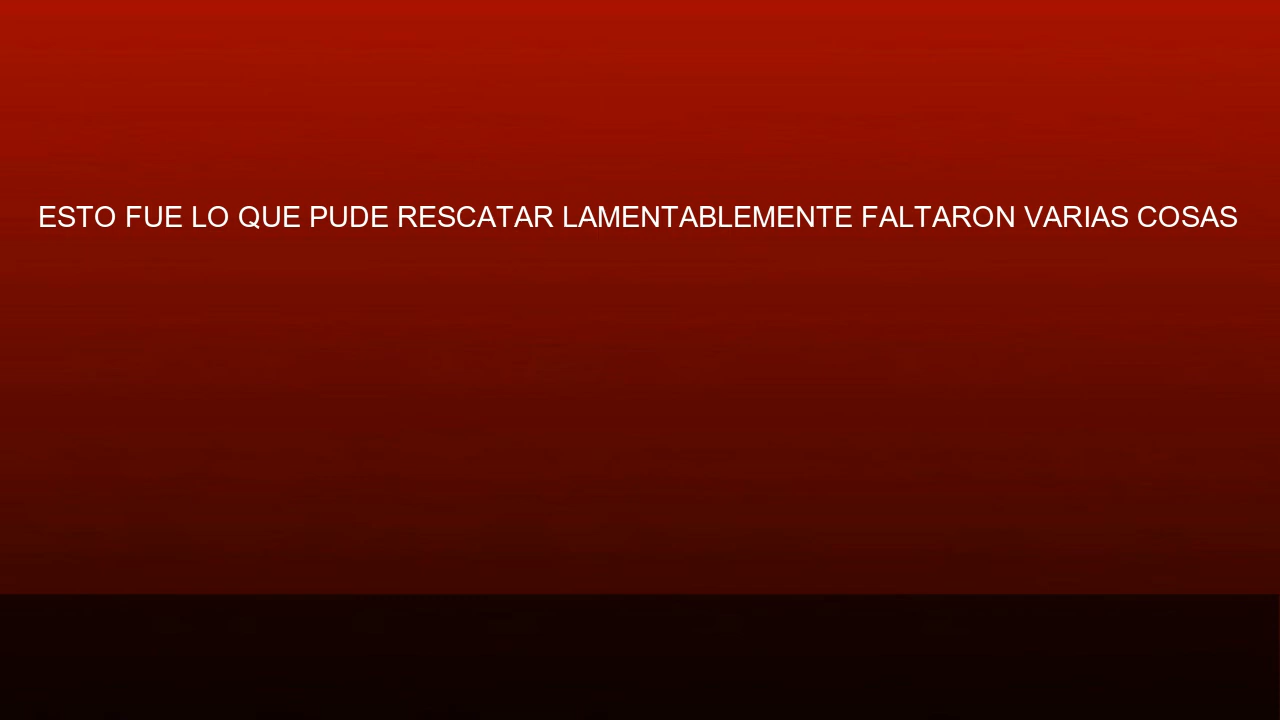 ESTO FUE LO QUE PUDE RESCATAR LAMENTABLEMENTE FALTARON VARIAS COSAS